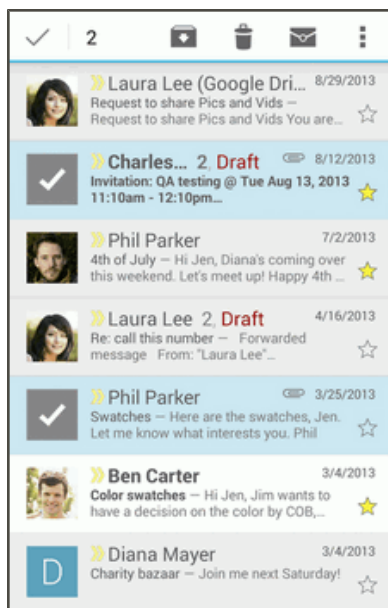 2
Laura Lee (Google Dri... 8/29/2013
Request to share Pics and Vids –
Request to share Pics and Vids You are...
Charles... 2, Draft 8/12/2013
Invitation: QA testing @ Tue Aug 13, 2013
11:10am - 12:10pm...
Phil Parker 7/2/2013
4th of July – Hi Jen, Diana's coming over
this weekend. Let's meet up! Happy 4th ...
Laura Lee 2, Draft 4/16/2013
Re: call this number – Forwarded
message From: "Laura Lee"...
Phil Parker 3/25/2013
Swatches – Here are the swatches, Jen.
Let me know what interests you. Phil
Ben Carter 3/4/2013
Color swatches – Hi Jen, Jim wants to
have a decision on the color by COB,...
D Diana Mayer 3/4/2013
Charity bazaar – Join me next Saturday!